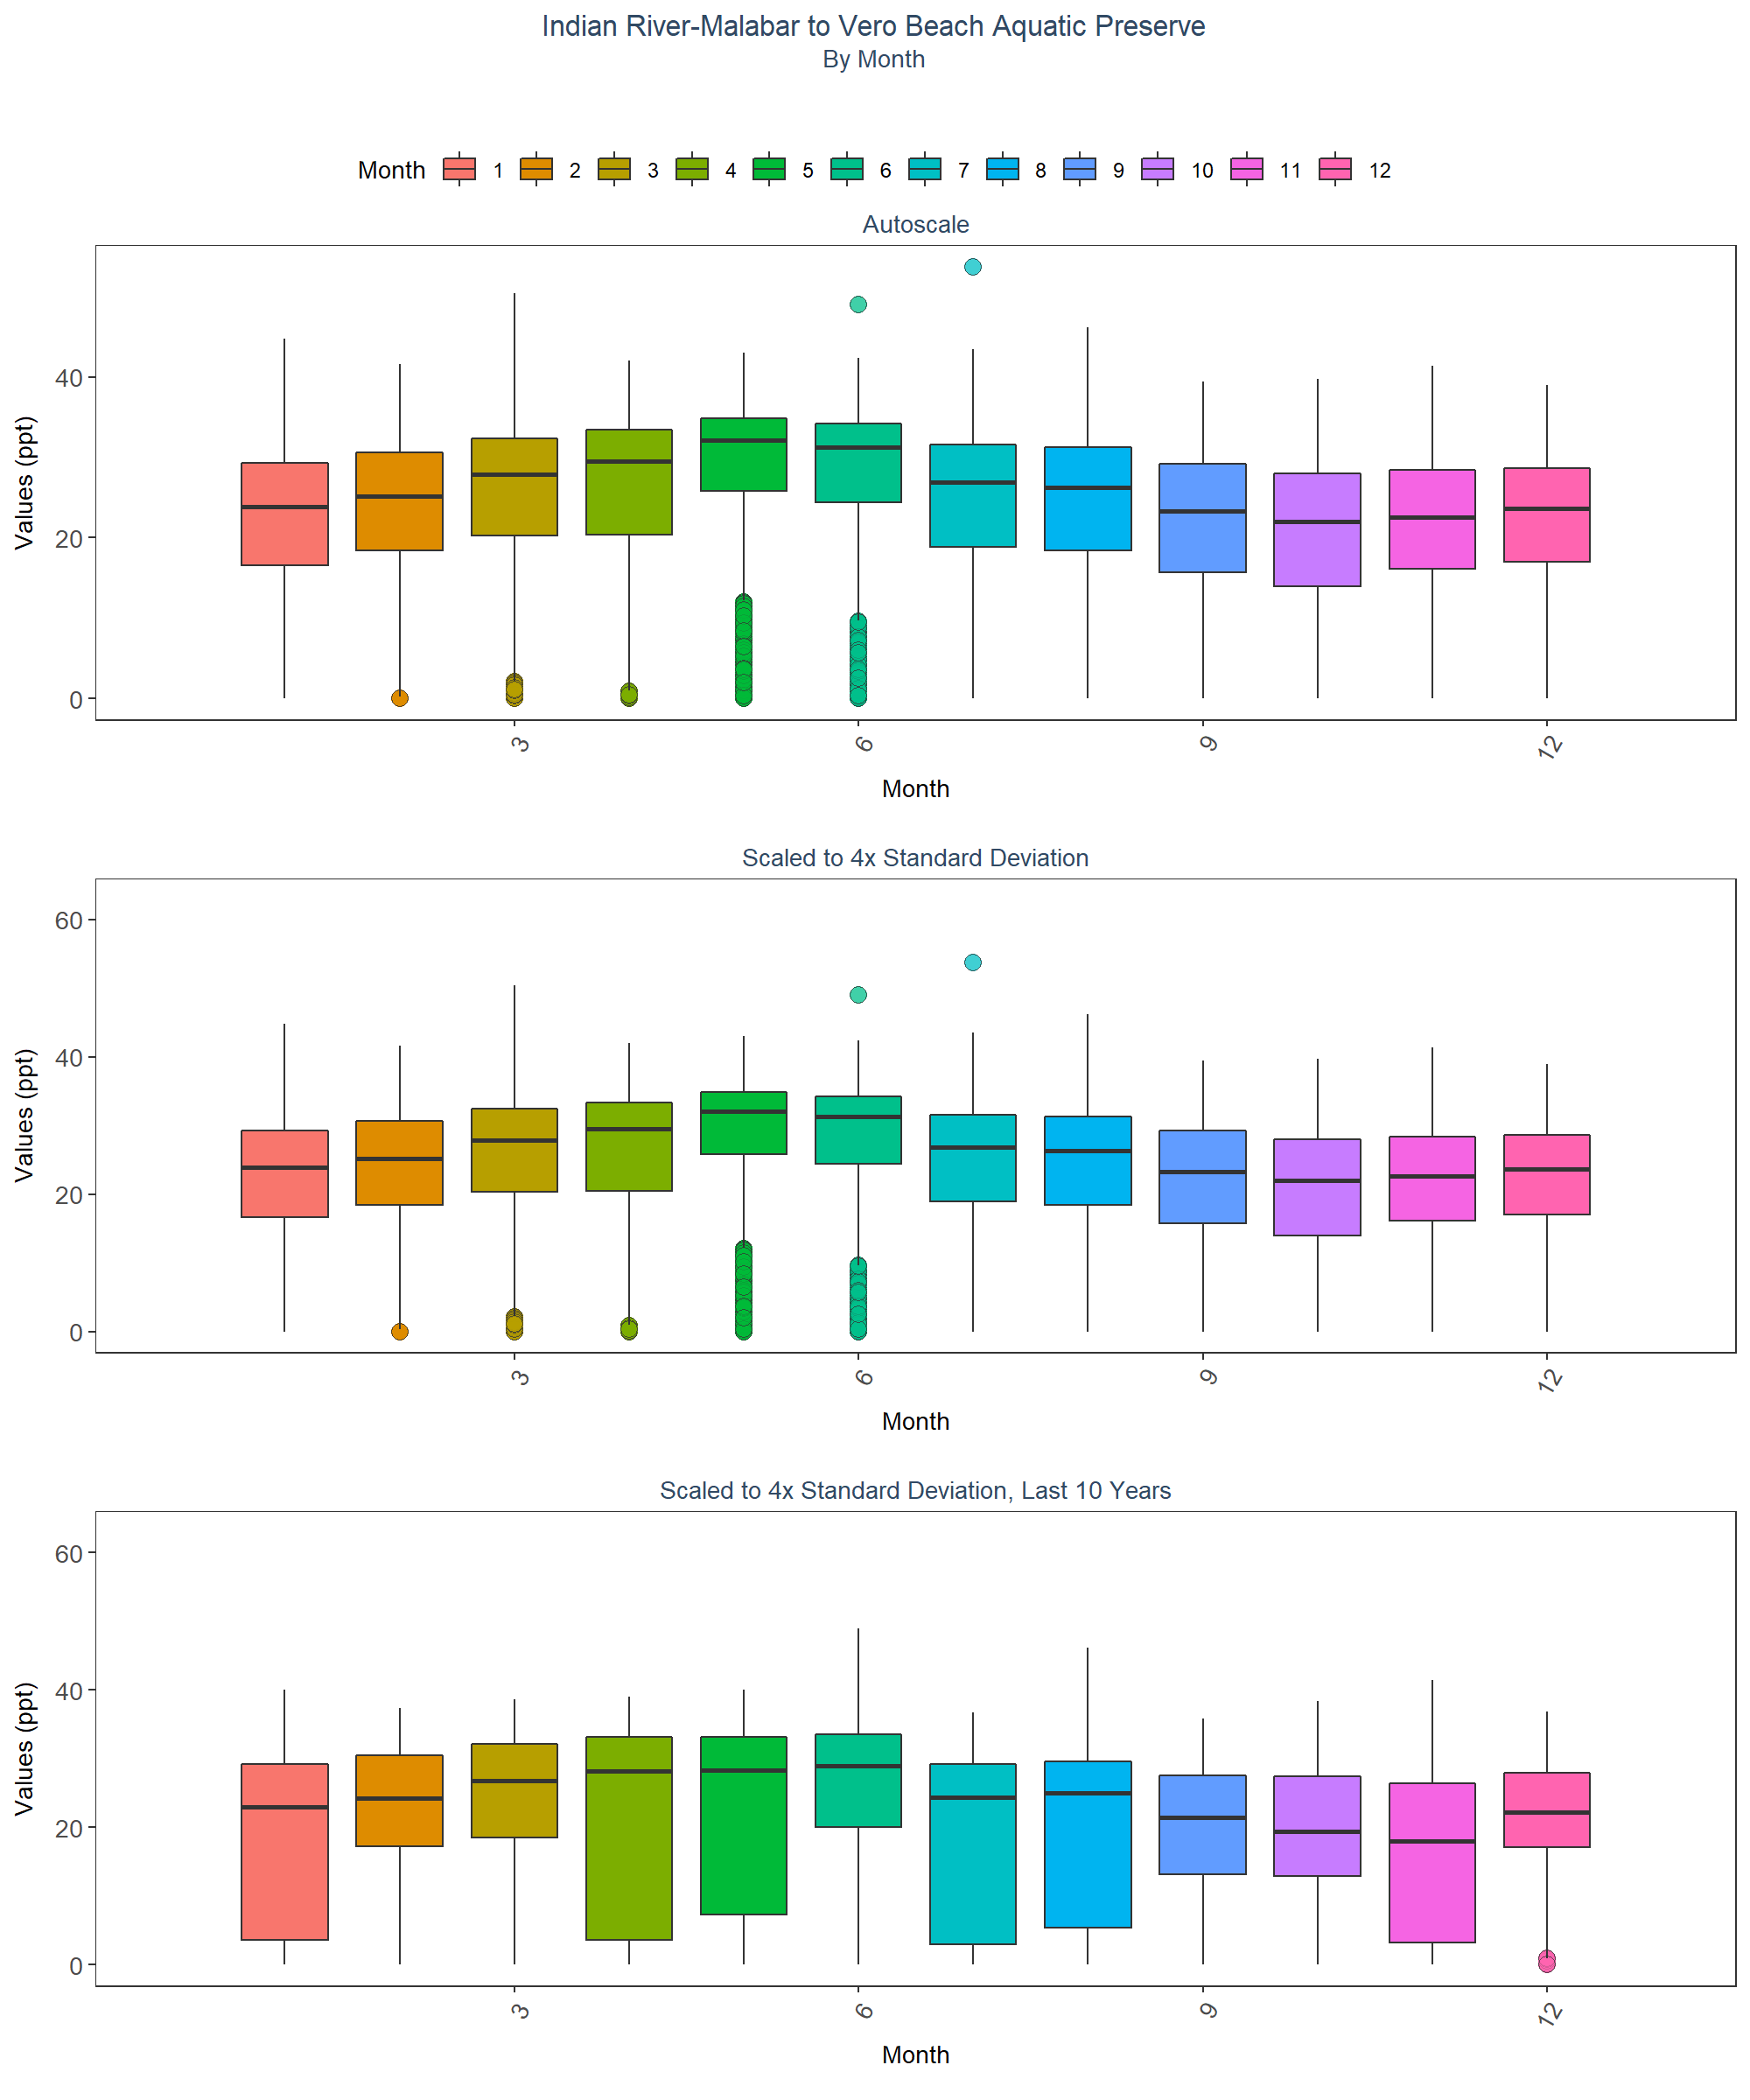 Indian River-Malabar to Vero Beach Aquatic Preserve
By Month
Month 1 2 3 4 5 6 7 8 9 10 11 12
Autoscale
Values (ppt)
40
20
0
3 6 9 12
Month
Scaled to 4x Standard Deviation
Values (ppt)
60
40
20
0
3 6 9 12
Month
Scaled to 4x Standard Deviation, Last 10 Years
Values (ppt)
60
40
20
0
3 6 9 12
Month